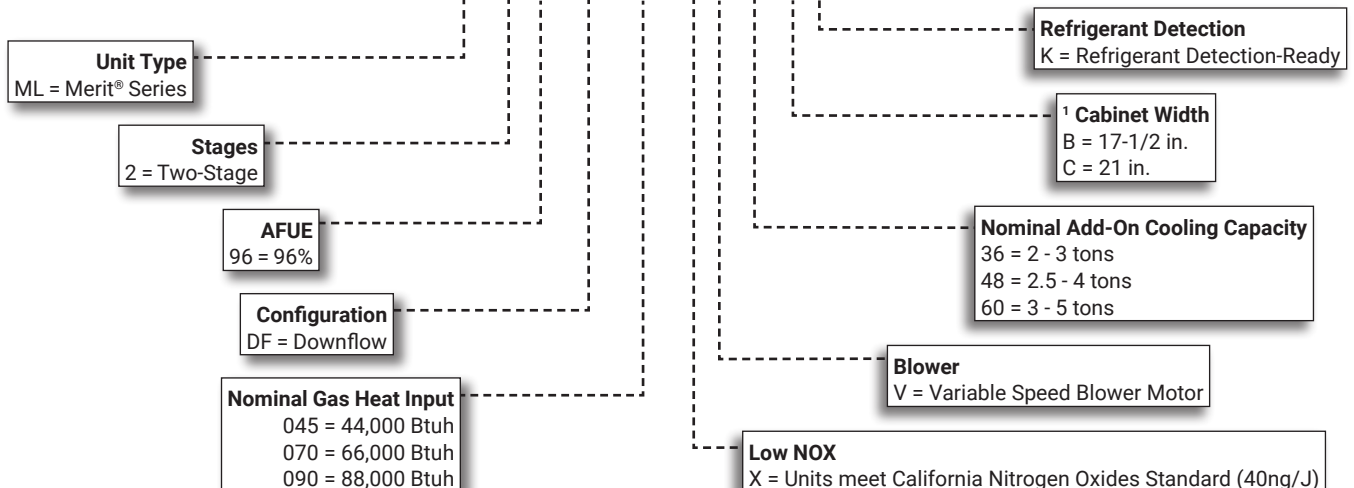 Unit Type
ML = Merit® Series
Stages
2 = Two-Stage
AFUE
96 = 96%
Configuration
DF = Downflow
Nominal Gas Heat Input
045 = 44,000 Btuh
070 = 66,000 Btuh
090 = 88,000 Btuh
Refrigerant Detection
K = Refrigerant Detection-Ready
¹ Cabinet Width
B = 17-1/2 in.
C = 21 in.
Nominal Add-On Cooling Capacity
36 = 2 - 3 tons
48 = 2.5 - 4 tons
60 = 3 - 5 tons
Blower
V = Variable Speed Blower Motor
Low NOX
X = Units meet California Nitrogen Oxides Standard (40ng/J)